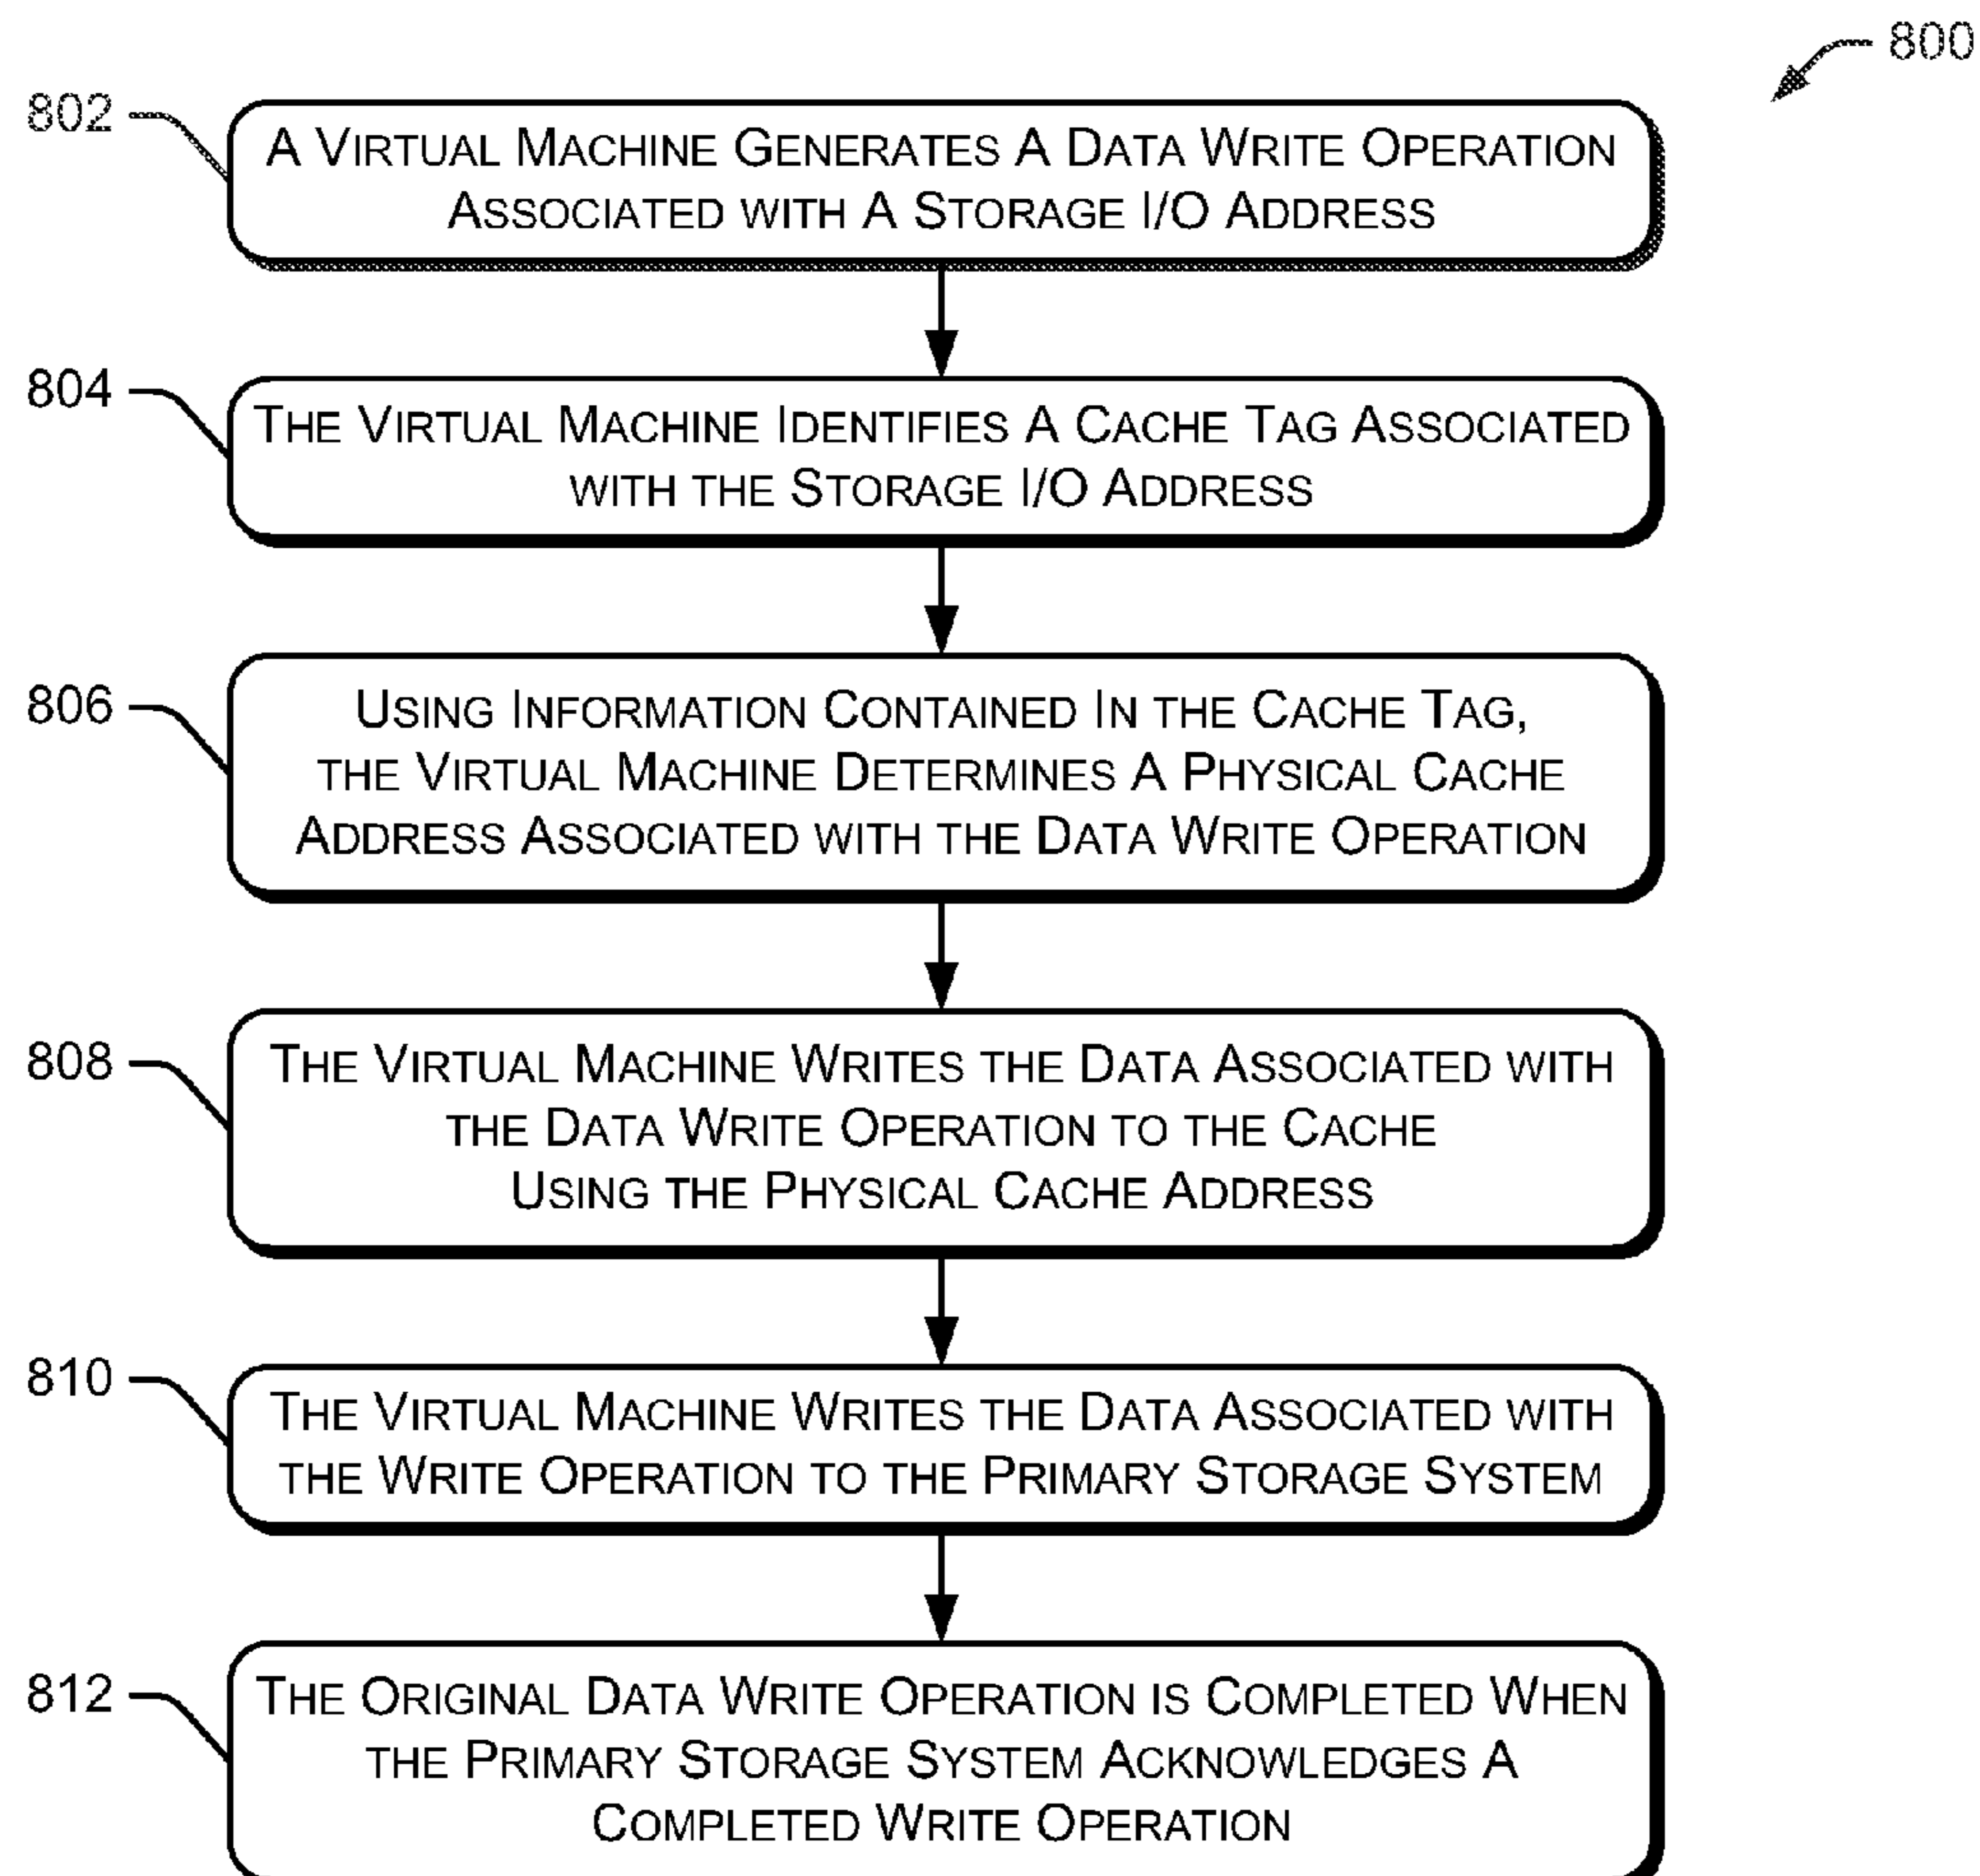 800
802
A VIRTUAL MACHINE GENERATES A DATA WRITE OPERATION
ASSOCIATED WITH A STORAGE I/O ADDRESS
804
THE VIRTUAL MACHINE IDENTIFIES A CACHE TAG ASSOCIATED
WITH THE STORAGE I/O ADDRESS
806
USING INFORMATION CONTAINED IN THE CACHE TAG,
THE VIRTUAL MACHINE DETERMINES A PHYSICAL CACHE
ADDRESS ASSOCIATED WITH THE DATA WRITE OPERATION
808
THE VIRTUAL MACHINE WRITES THE DATA ASSOCIATED WITH
THE DATA WRITE OPERATION TO THE CACHE
USING THE PHYSICAL CACHE ADDRESS
810
THE VIRTUAL MACHINE WRITES THE DATA ASSOCIATED WITH
THE WRITE OPERATION TO THE PRIMARY STORAGE SYSTEM
812
THE ORIGINAL DATA WRITE OPERATION IS COMPLETED WHEN
THE PRIMARY STORAGE SYSTEM ACKNOWLEDGES A
COMPLETED WRITE OPERATION